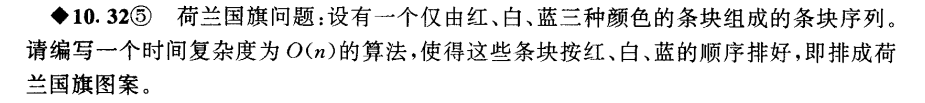 ◆10.32⑤ 荷兰国旗问题:设有一个仅由红、白、蓝三种颜色的条块组成的条块序列。
请编写一个时间复杂度为O(n)的算法,使得这些条块按红、白、蓝的顺序排好,即排成荷
兰国旗图案。